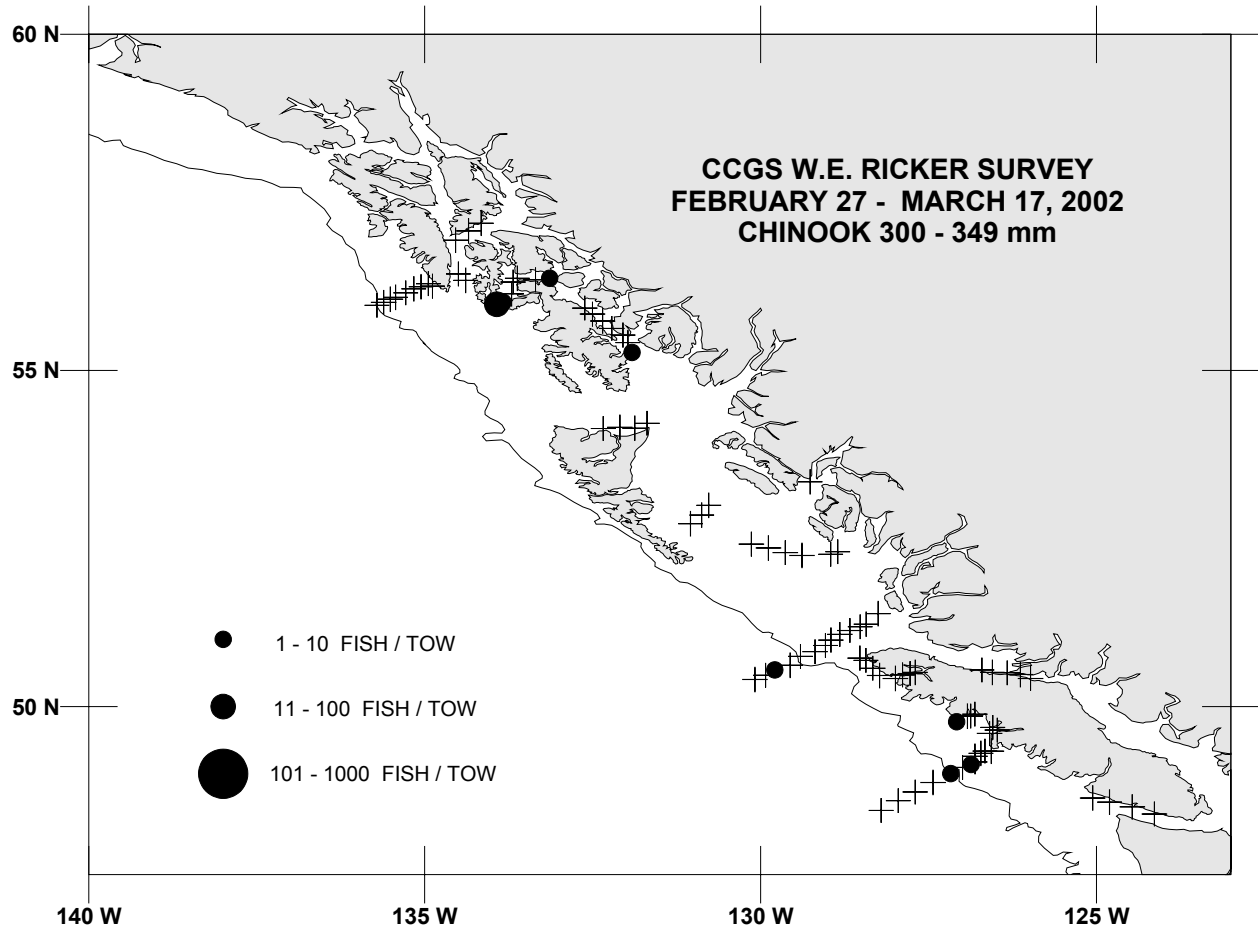 60 N
CCGS W.E. RICKER SURVEY
FEBRUARY 27 - MARCH 17, 2002
CHINOOK 300 - 349 mm
55 N
1 - 10 FISH / TOW
50 N
11 - 100 FISH / TOW
101 - 1000 FISH / TOW
140 W
135 W
130 W
125 W